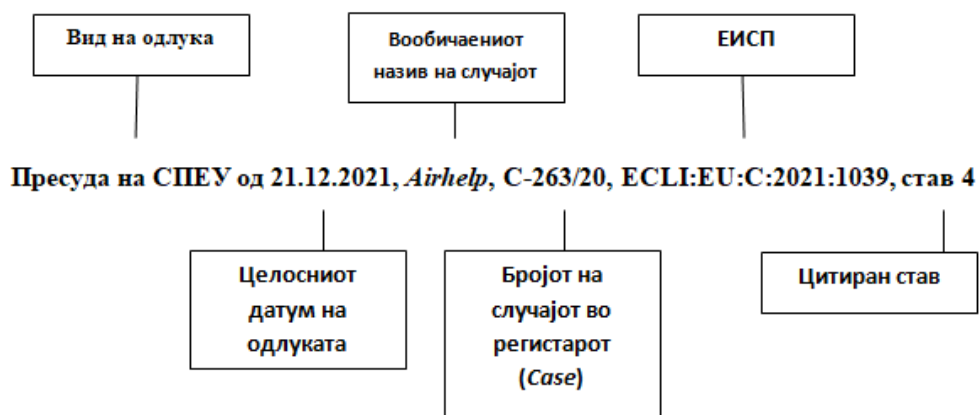 Вид на одлука
Вообичаениот
назив на случајот
ЕИСП
Пресуда на СПЕУ од 21.12.2021, Airhelp, C-263/20, ECLI:EU:C:2021:1039, став 4
Целосниот
датум на
одлуката
Бројот на
случајот во
регистарот
(Case)
Цитиран став